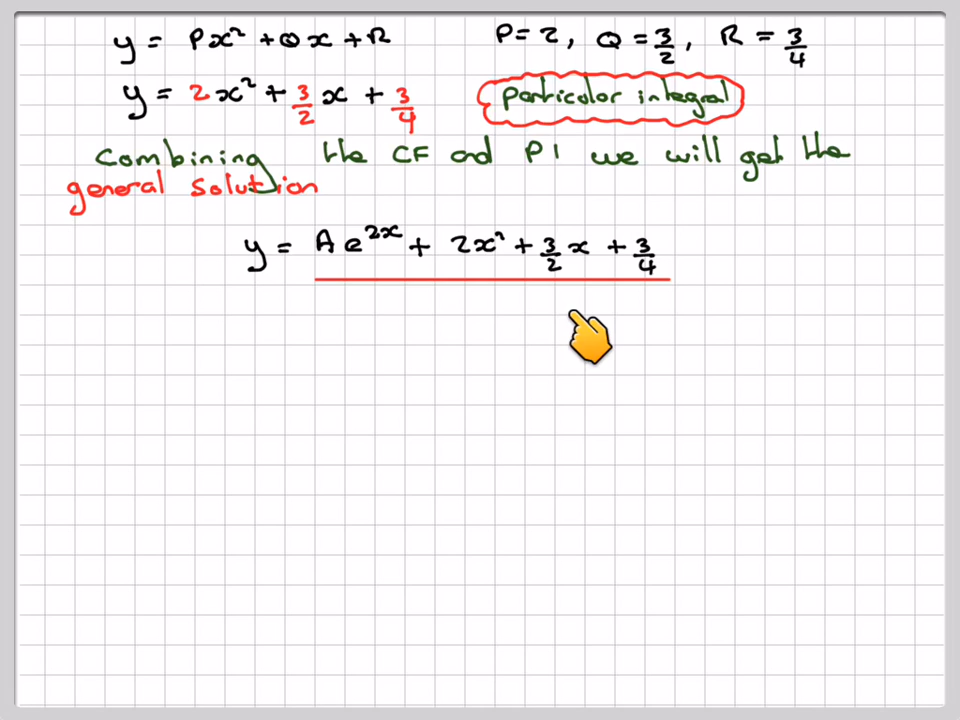 y = Px² + Qx + R P = 2, Q = 3/2, R = 3/4
y = 2x² + 3/2 x + 3/4 particular integral
Combining the CF and PI we will get the
general solution
y = Ae^2x + 2x² + 3/2 x + 3/4